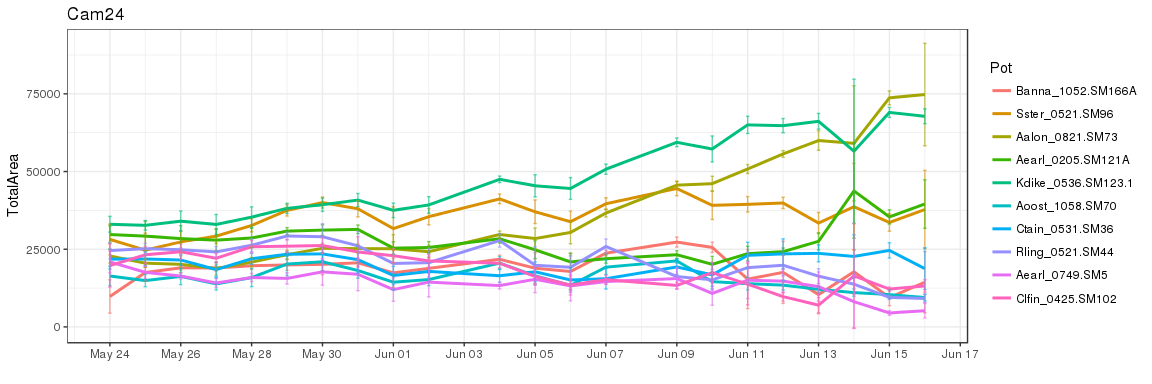 Cam24
TotalArea
75000
50000
25000
0
May 24 May 26 May 28 May 30 Jun 01 Jun 03 Jun 05 Jun 07 Jun 09 Jun 11 Jun 13 Jun 15 Jun 17
Pot
Banna_1052.SM166A
Sster_0521.SM96
Aalon_0821.SM73
Aearl_0205.SM121A
Kdike_0536.SM123.1
Aoost_1058.SM70
Ctain_0531.SM36
Rling_0521.SM44
Aearl_0749.SM5
Clfin_0425.SM102